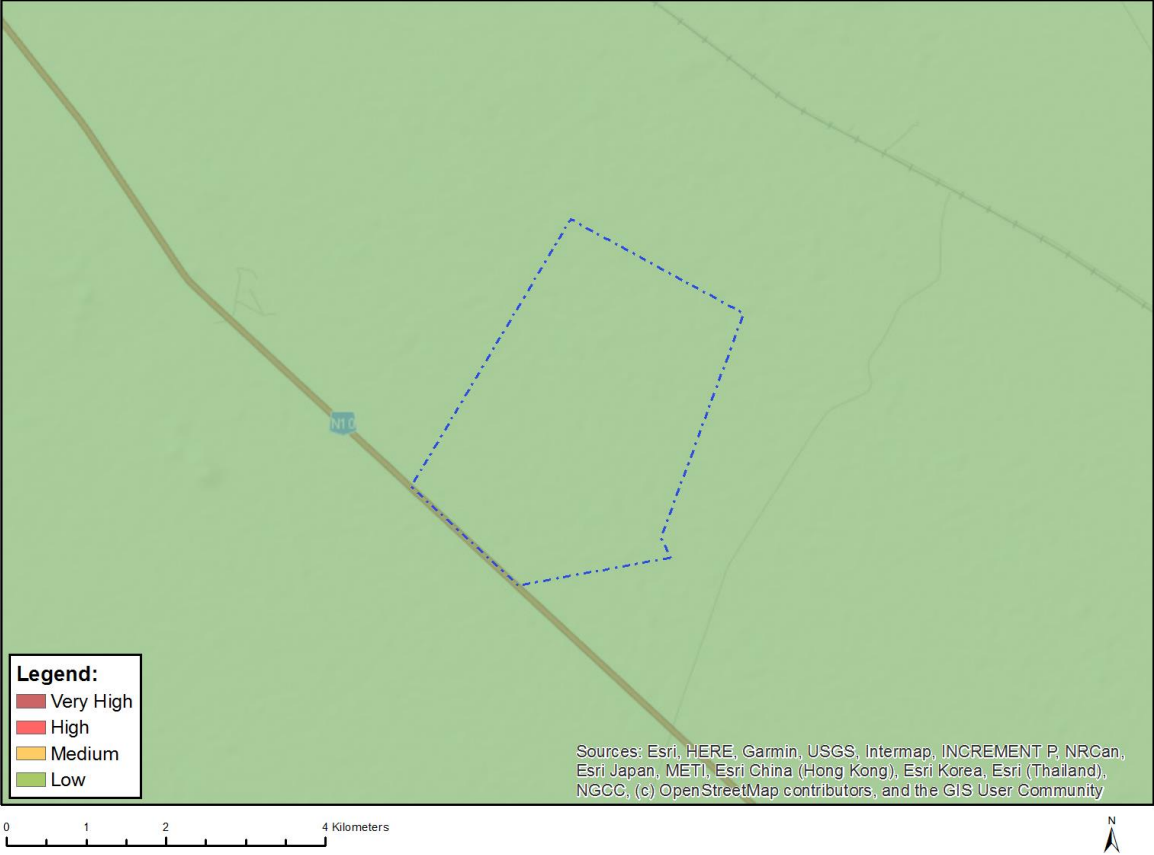 N10
Legend:
Very High
High
Medium
Low
Sources: Esri, HERE, Garmin, USGS, Intermap, INCREMENT P, NRCan,
Esri Japan, METI, Esri China (Hong Kong), Esri Korea, Esri (Thailand),
NGCC, (c) OpenStreetMap contributors, and the GIS User Community
0 1 2 4 Kilometers
N